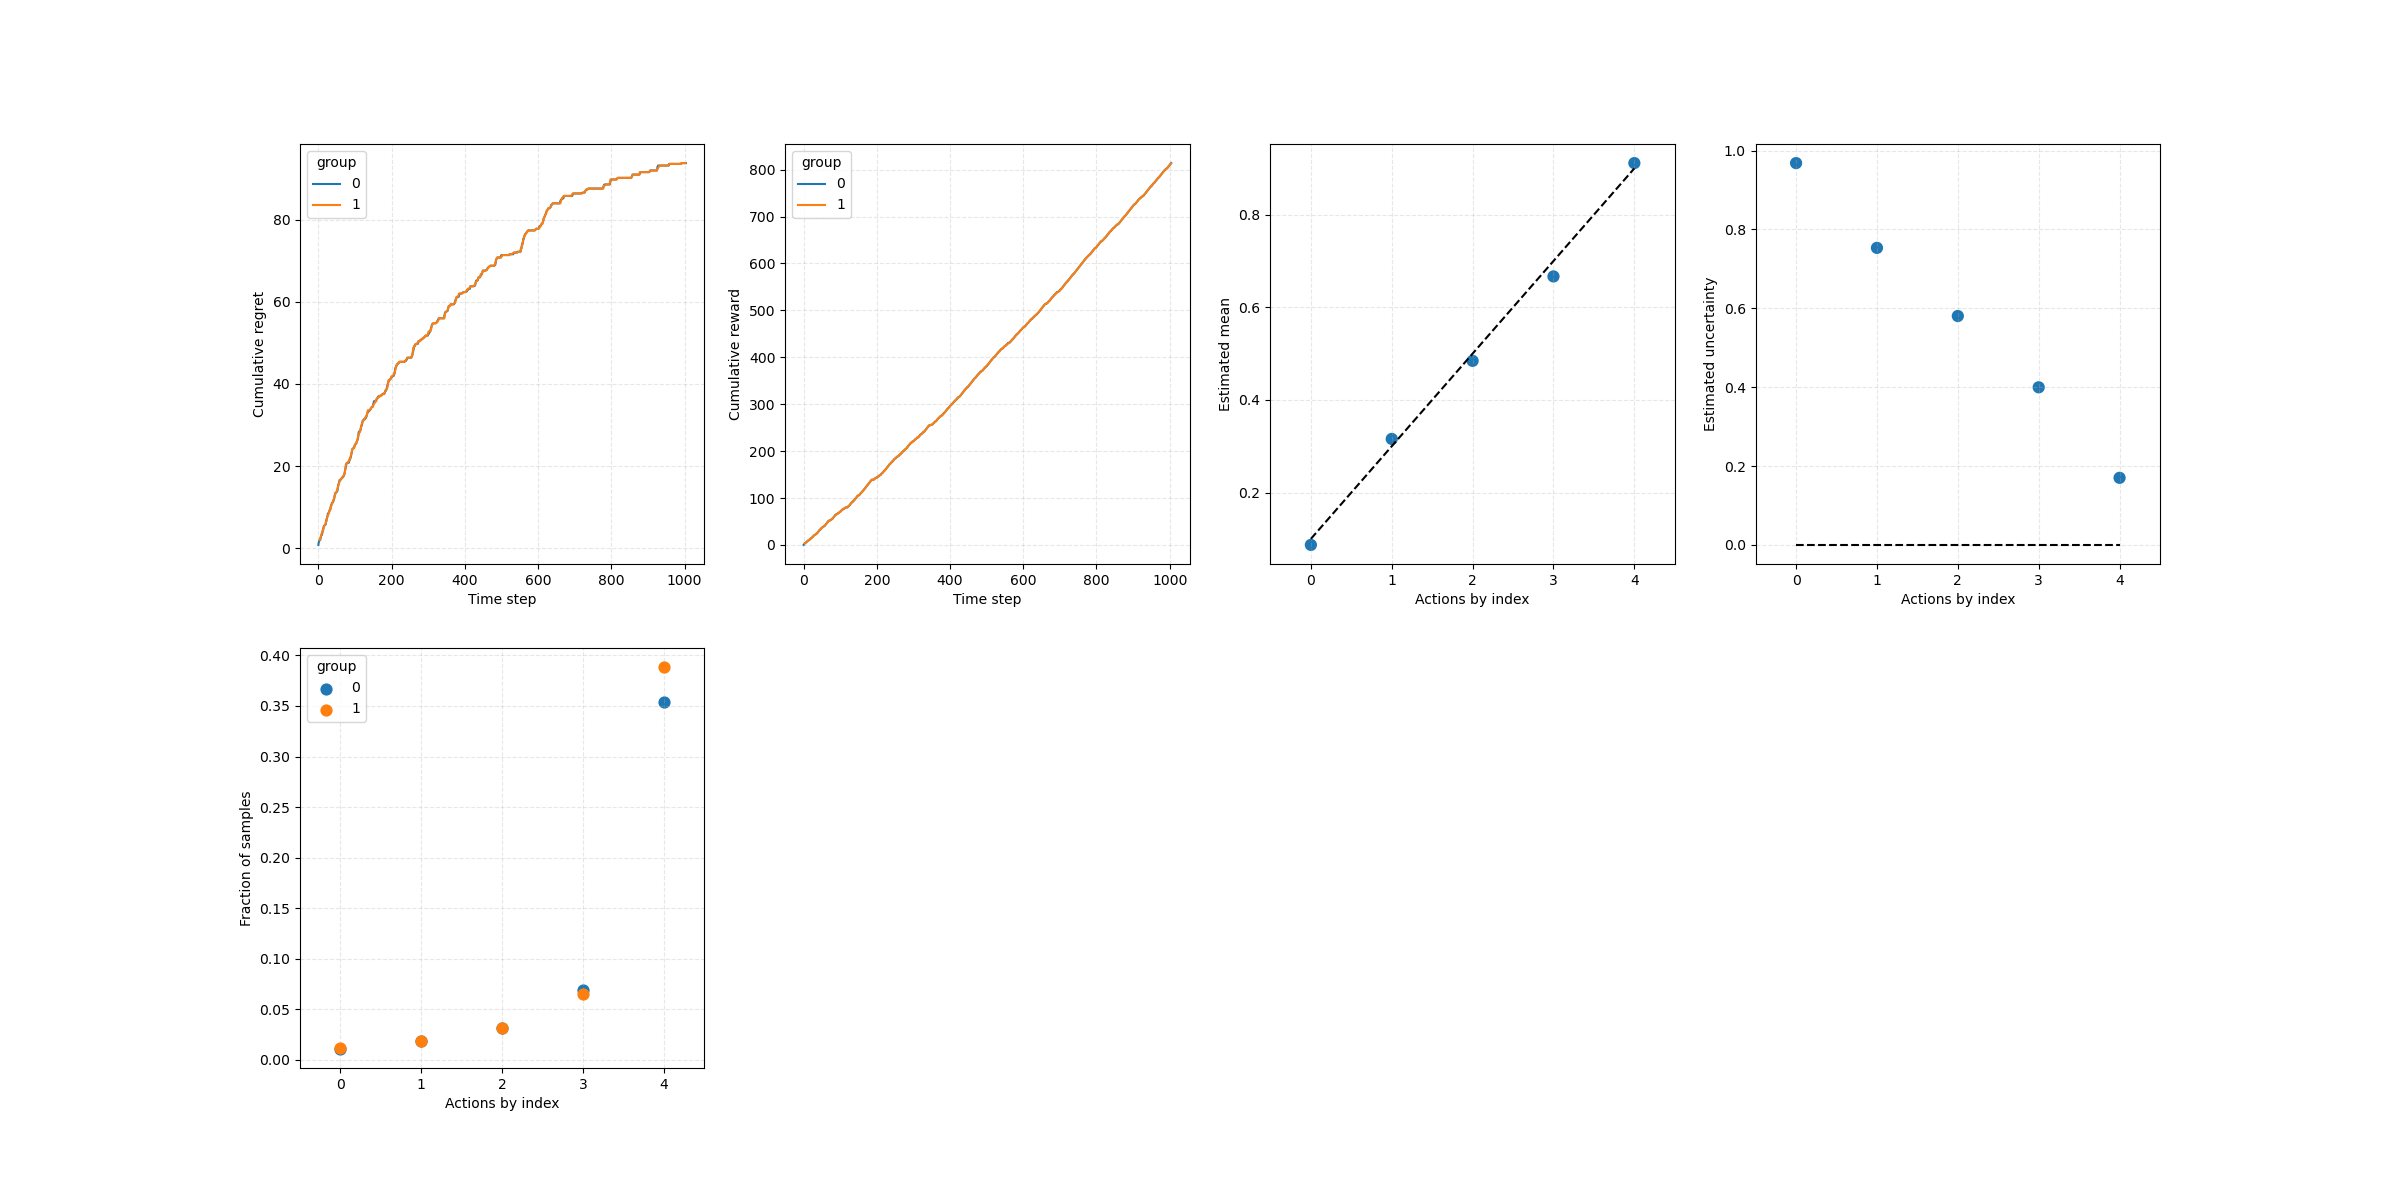 group
0
1
80
60
40
20
0
Cumulative regret
0 200 400 600 800 1000
Time step
group
0
1
800
700
600
500
400
300
200
100
0
Cumulative reward
0 200 400 600 800 1000
Time step
0.8
0.6
0.4
0.2
Estimated mean
0 1 2 3 4
Actions by index
1.0
0.8
0.6
0.4
0.2
0.0
Estimated uncertainty
0 1 2 3 4
Actions by index
group
0
1
0.40
0.35
0.30
0.25
0.20
0.15
0.10
0.05
0.00
Fraction of samples
0 1 2 3 4
Actions by index